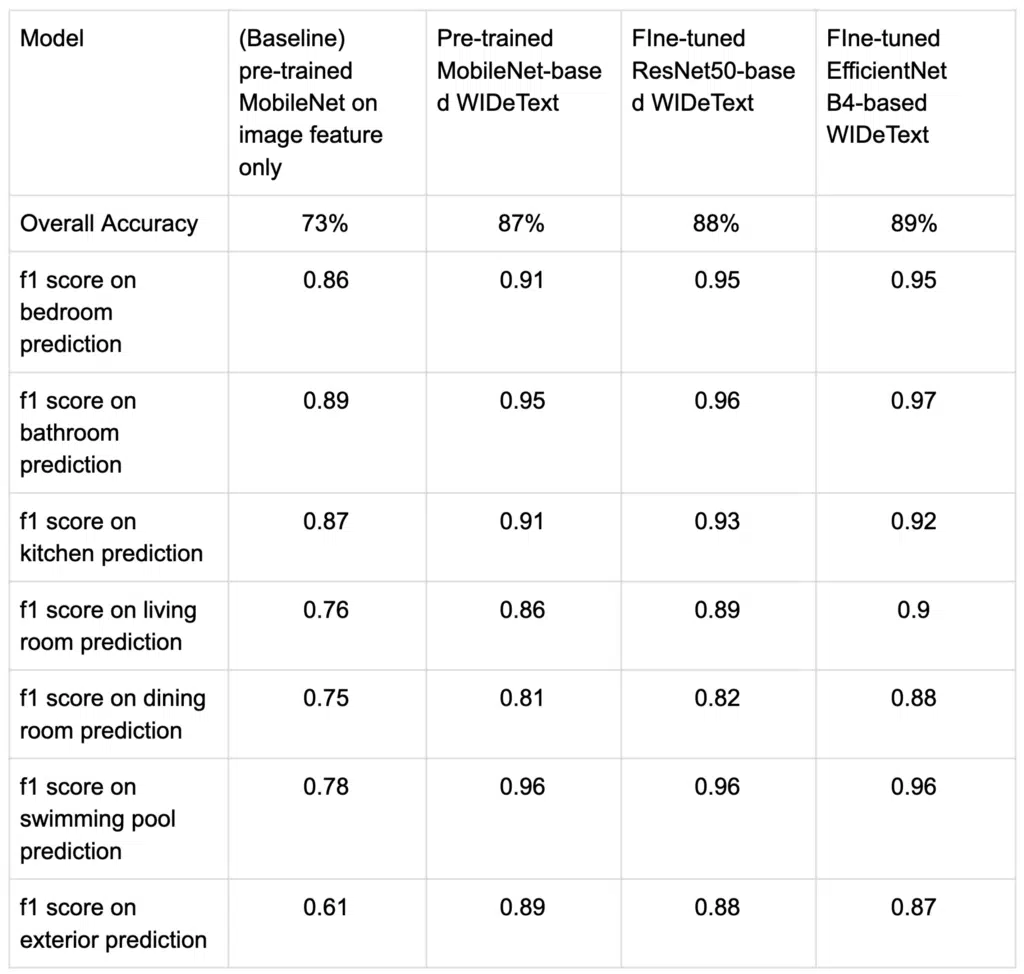 Model
(Baseline)
pre-trained
MobileNet on
image feature
only
Pre-trained
MobileNet-base
d WIDeText
FIne-tuned
ResNet50-base
d WIDeText
FIne-tuned
EfficientNet
B4-based
WIDeText
Overall Accuracy
73%
87%
88%
89%
f1 score on
bedroom
prediction
0.86
0.91
0.95
0.95
f1 score on
bathroom
prediction
0.89
0.95
0.96
0.97
f1 score on
kitchen prediction
0.87
0.91
0.93
0.92
f1 score on living
room prediction
0.76
0.86
0.89
0.9
f1 score on dining
room prediction
0.75
0.81
0.82
0.88
f1 score on
swimming pool
prediction
0.78
0.96
0.96
0.96
f1 score on
exterior prediction
0.61
0.89
0.88
0.87